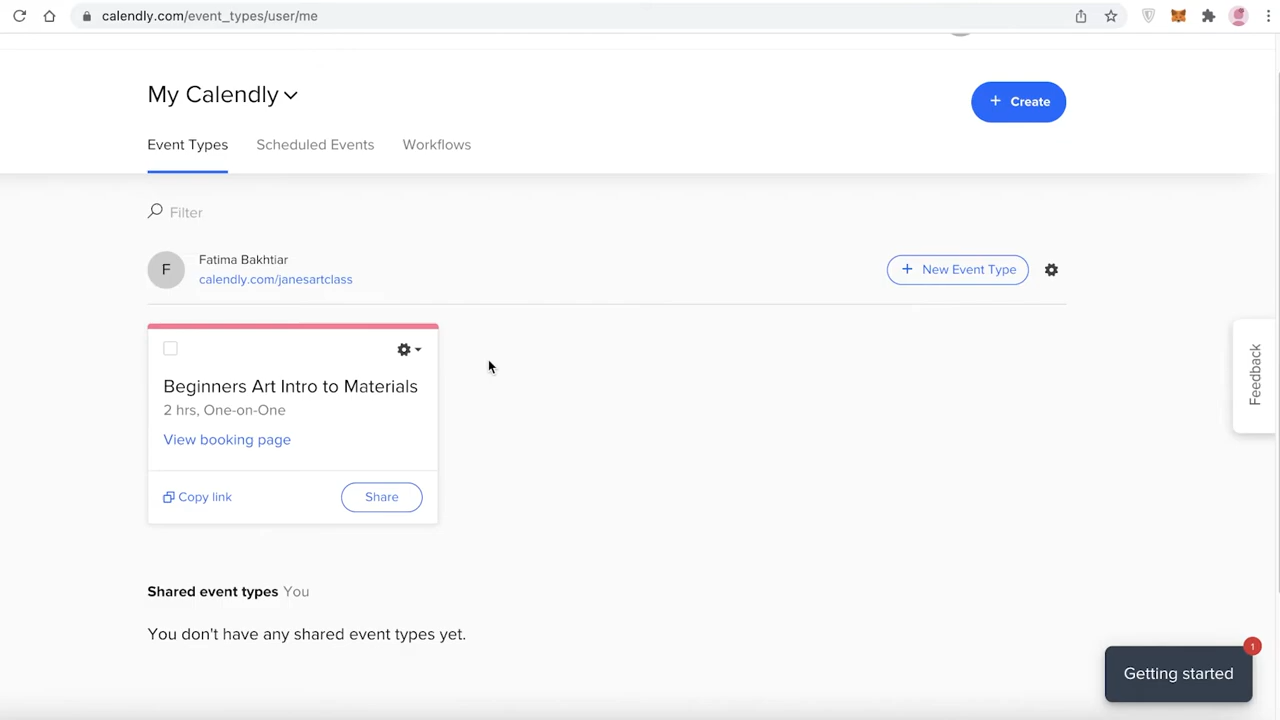 calendly.com/event_types/user/me
My Calendly
+ Create
Event Types Scheduled Events Workflows
Filter
F
Fatima Bakhtiar
calendly.com/janesartclass
+ New Event Type
Beginners Art Intro to Materials
2 hrs, One-on-One
View booking page
Copy link
Share
Feedback
Shared event types You
You don't have any shared event types yet.
1
Getting started